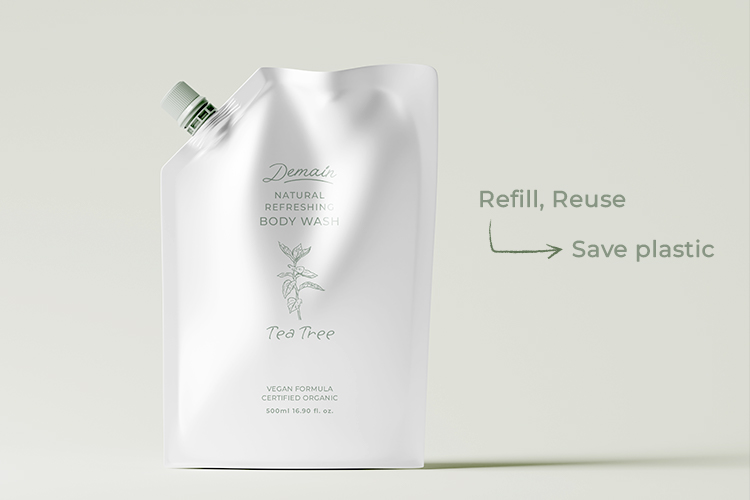 Demain
NATURAL
REFRESHING
BODY WASH
Tea Tree
VEGAN FORMULA
CERTIFIED ORGANIC
500ml 16.90 fl. oz.
Refill, Reuse
Save plastic